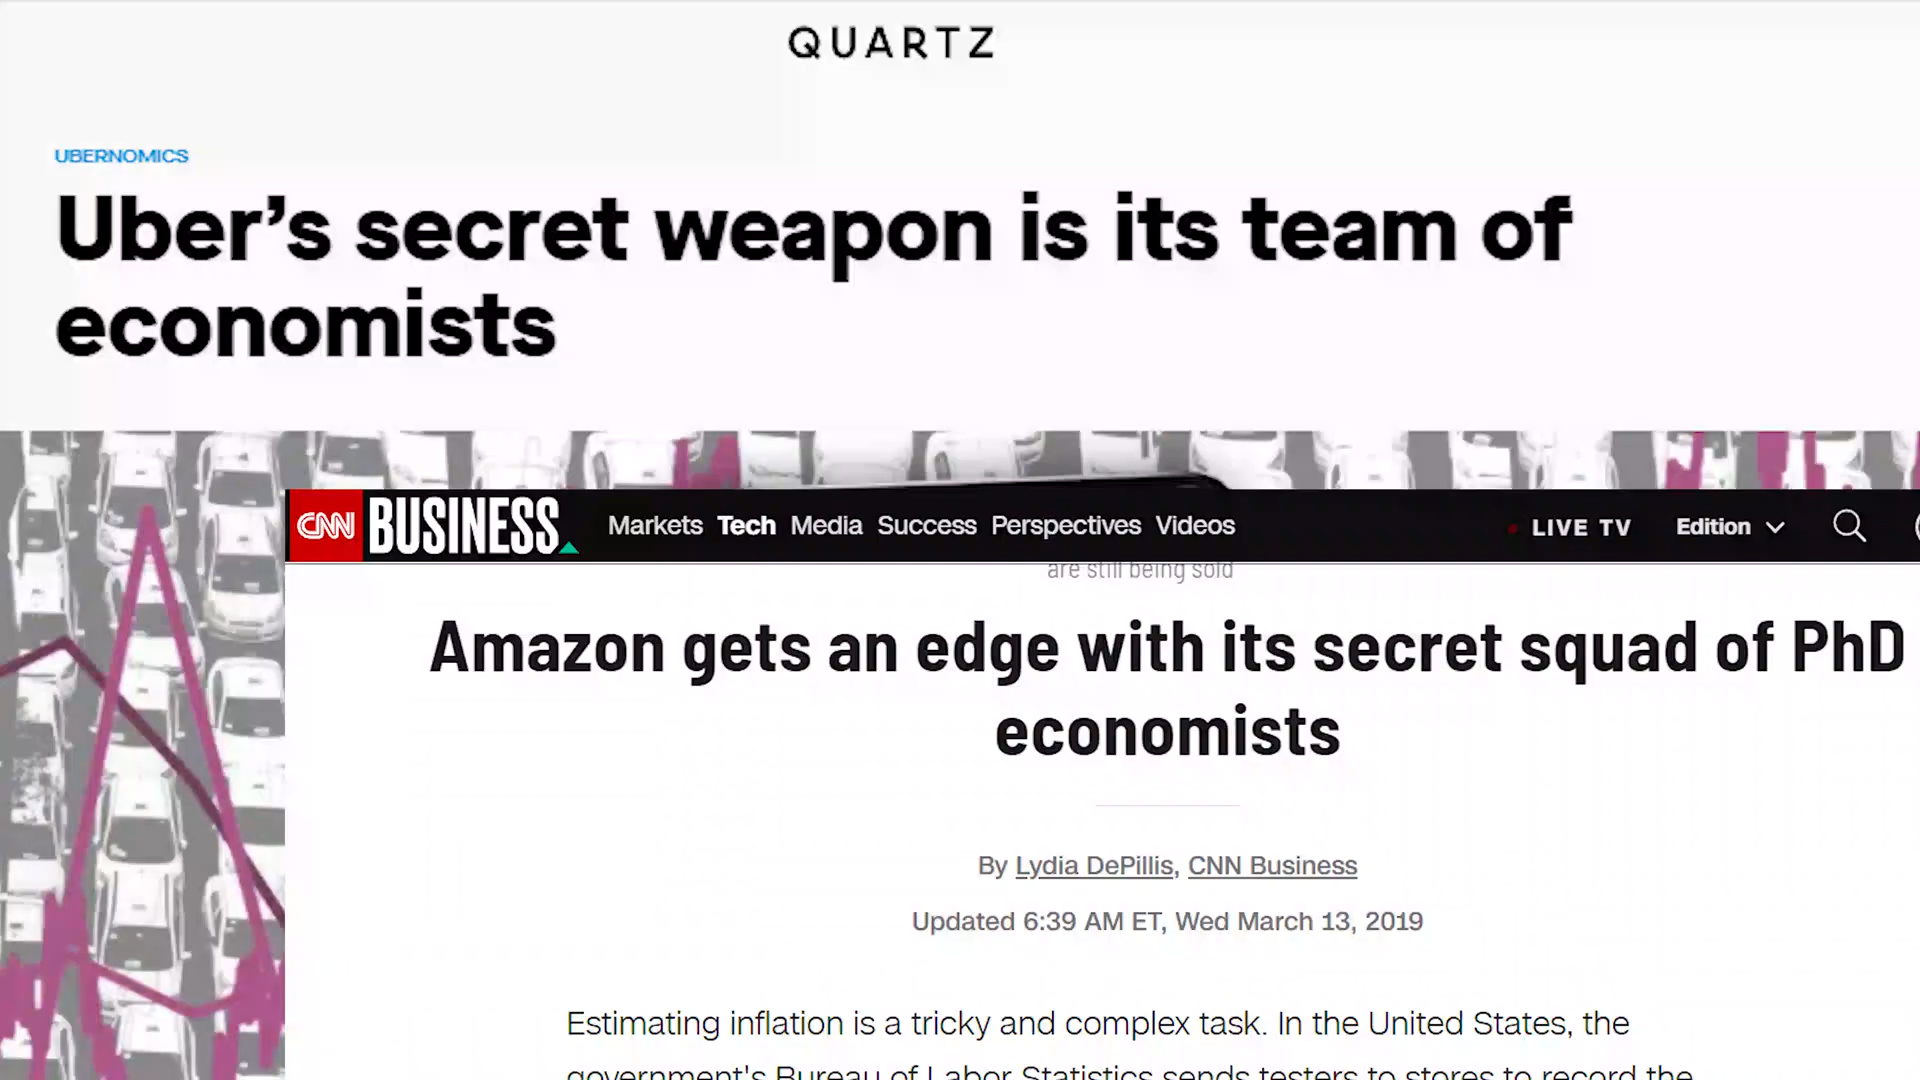 QUARTZ
UBERNOMICS
Uber’s secret weapon is its team of
economists
CNN BUSINESS Markets Tech Media Success Perspectives Videos LIVE TV Edition
are still being sold
Amazon gets an edge with its secret squad of PhD
economists
By Lydia DePillis, CNN Business
Updated 6:39 AM ET, Wed March 13, 2019
Estimating inflation is a tricky and complex task. In the United States, the
government's Bureau of Labor Statistics sends testers to stores to record the